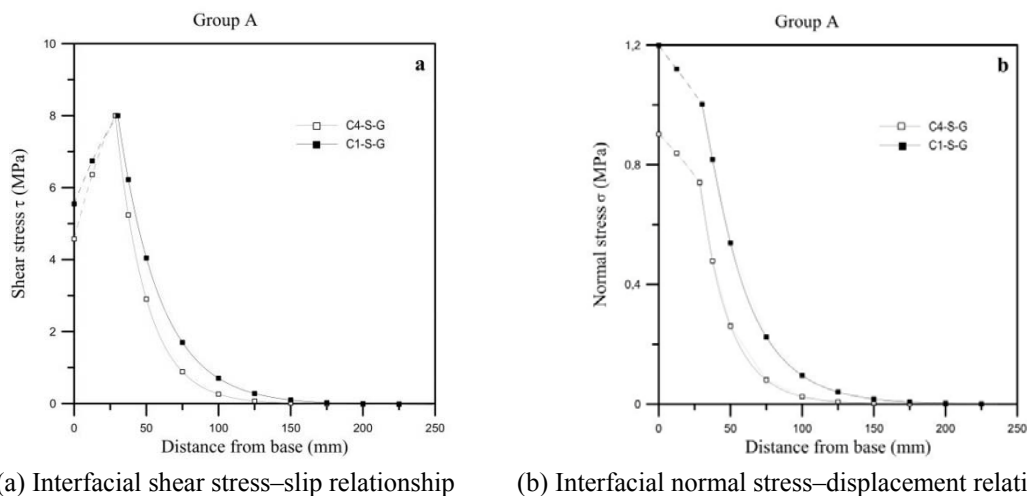 Group A
10
8
6
4
2
0
Shear stress τ (MPa)
a
C4-S-G
C1-S-G
0 50 100 150 200 250
Distance from base (mm)
(a) Interfacial shear stress–slip relationship
Group A
1,2
0,8
0,4
0
Normal stress σ (MPa)
b
C4-S-G
C1-S-G
0 50 100 150 200 250
Distance from base (mm)
(b) Interfacial normal stress–displacement relati